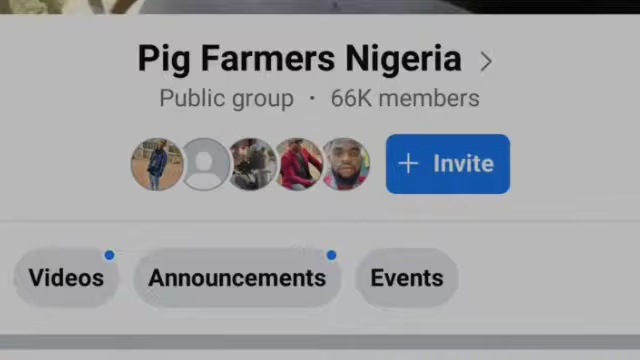 Pig Farmers Nigeria
Public group · 66K members
+ Invite
Videos
Announcements
Events